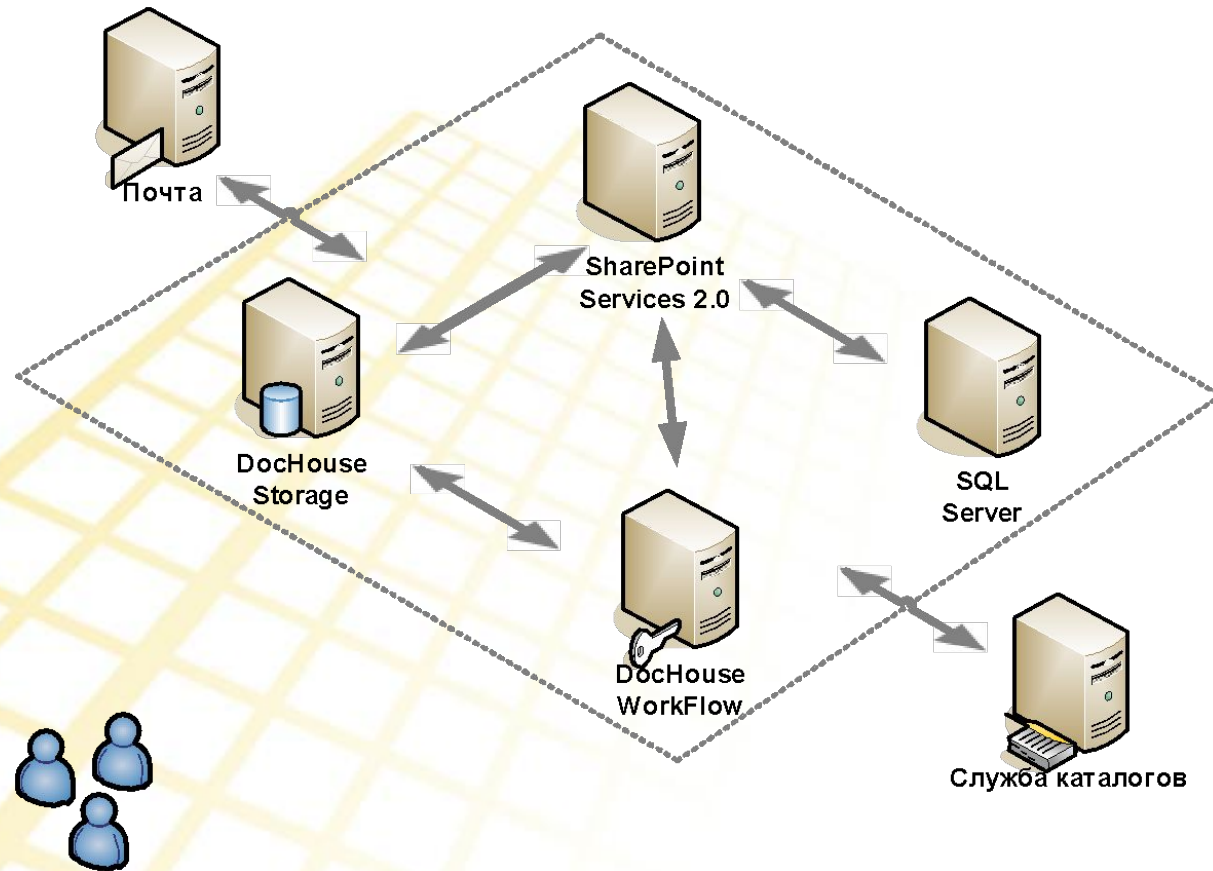 Почта
SharePoint
Services 2.0
DocHouse
Storage
SQL
Server
DocHouse
WorkFlow
Служба каталогов